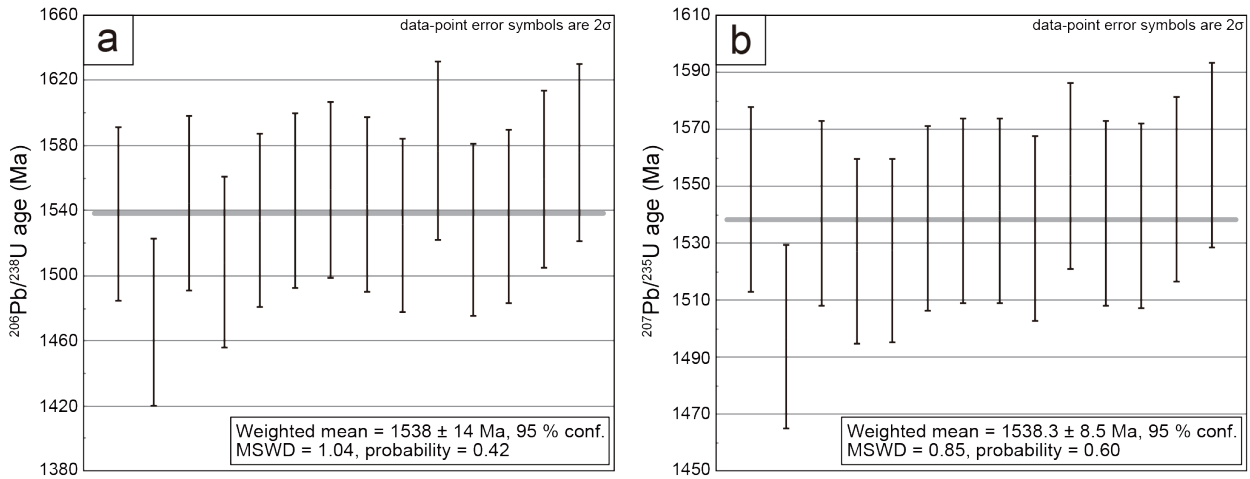 a
data-point error symbols are 2σ
206Pb/238U age (Ma)
1660
1620
1580
1540
1500
1460
1420
1380
Weighted mean = 1538 ± 14 Ma, 95 % conf.
MSWD = 1.04, probability = 0.42
b
data-point error symbols are 2σ
207Pb/235U age (Ma)
1610
1590
1570
1550
1530
1510
1490
1470
1450
Weighted mean = 1538.3 ± 8.5 Ma, 95 % conf.
MSWD = 0.85, probability = 0.60